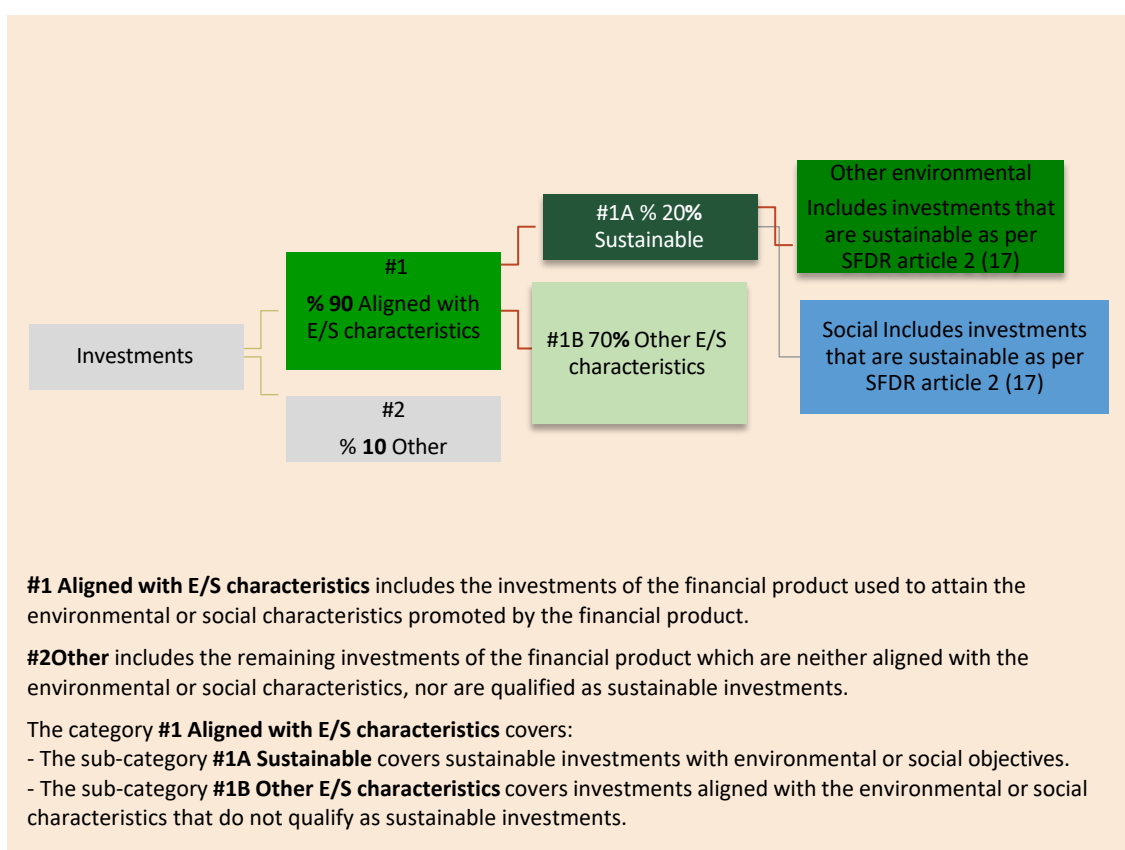 Investments
#1
% 90 Aligned with
E/S characteristics
#2
% 10 Other
#1A % 20%
Sustainable
#1B 70% Other E/S
characteristics
Other environmental
Includes investments that
are sustainable as per
SFDR article 2 (17)
Social Includes investments
that are sustainable as per
SFDR article 2 (17)
#1 Aligned with E/S characteristics includes the investments of the financial product used to attain the
environmental or social characteristics promoted by the financial product.
#2Other includes the remaining investments of the financial product which are neither aligned with the
environmental or social characteristics, nor are qualified as sustainable investments.
The category #1 Aligned with E/S characteristics covers:
- The sub-category #1A Sustainable covers sustainable investments with environmental or social objectives.
- The sub-category #1B Other E/S characteristics covers investments aligned with the environmental or social
characteristics that do not qualify as sustainable investments.